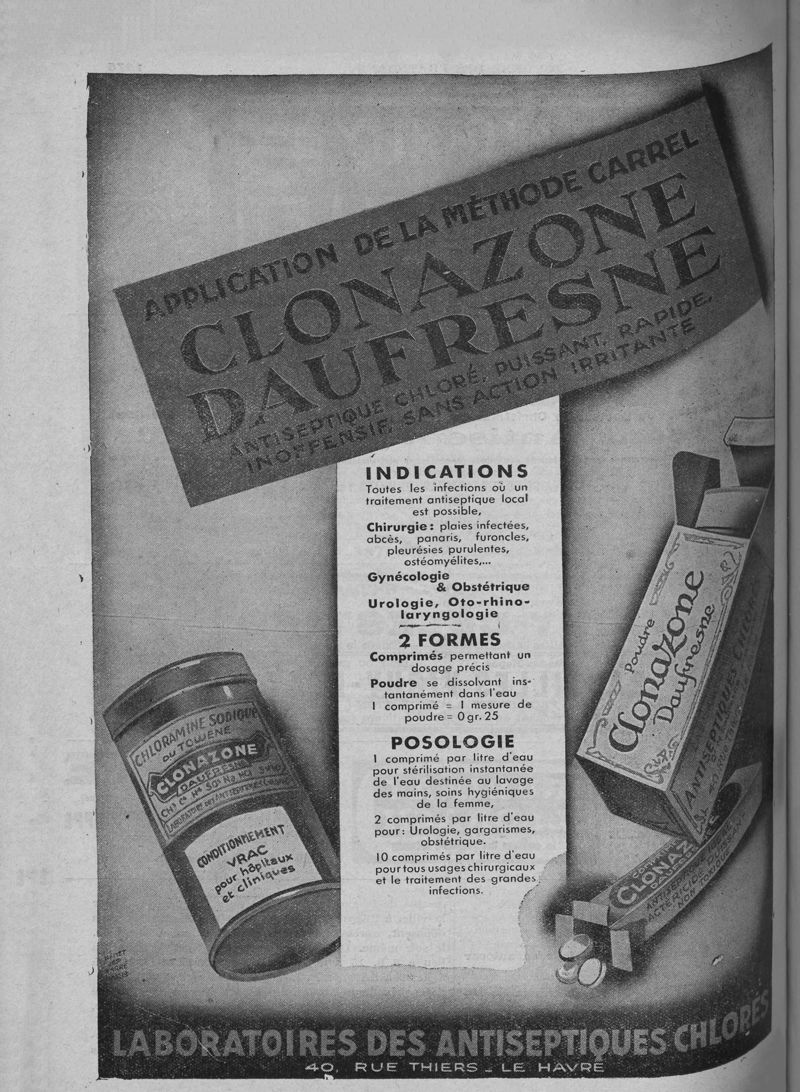 APPLICATION DE LA MÉTHODE CARREL
CLONAZONE
DAUFRESNE
ANTISEPTIQUE CHLORÉ, PUISSANT, RAPIDE,
INOFFENSIF, SANS ACTION IRRITANTE
INDICATIONS
Toutes les infections où un
traitement antiseptique local
est possible,
Chirurgie : plaies infectées,
abcès, panaris, furoncles,
pleurésies purulentes,
ostéomyélites,...
Gynécologie
& Obstétrique
Urologie, Oto-rhino-
laryngologie
2 FORMES
Comprimés permettant un
dosage précis
Poudre se dissolvant ins-
tantanément dans l'eau
1 comprimé = 1 mesure de
poudre = 0 gr. 25
POSOLOGIE
1 comprimé par litre d'eau
pour stérilisation instantanée
de l'eau destinée au lavage
des mains, soins hygiéniques
de la femme,
2 comprimés par litre d'eau
pour : Urologie, gargarismes,
obstétrique.
10 comprimés par litre d'eau
pour tous usages chirurgicaux
et le traitement des grandes
infections.
CHLORAMINE SODIQUE
DU TOLUÈNE
CLONAZONE
DAUFRESNE
CONDITIONNEMENT
VRAC
pour hôpitaux
et cliniques
Poudre
Clonazone
Daufresne
ANTISEPTIQUES
CLONAZ
LABORATOIRES DES ANTISEPTIQUES CHLORÉS
40, RUE THIERS - LE HAVRE